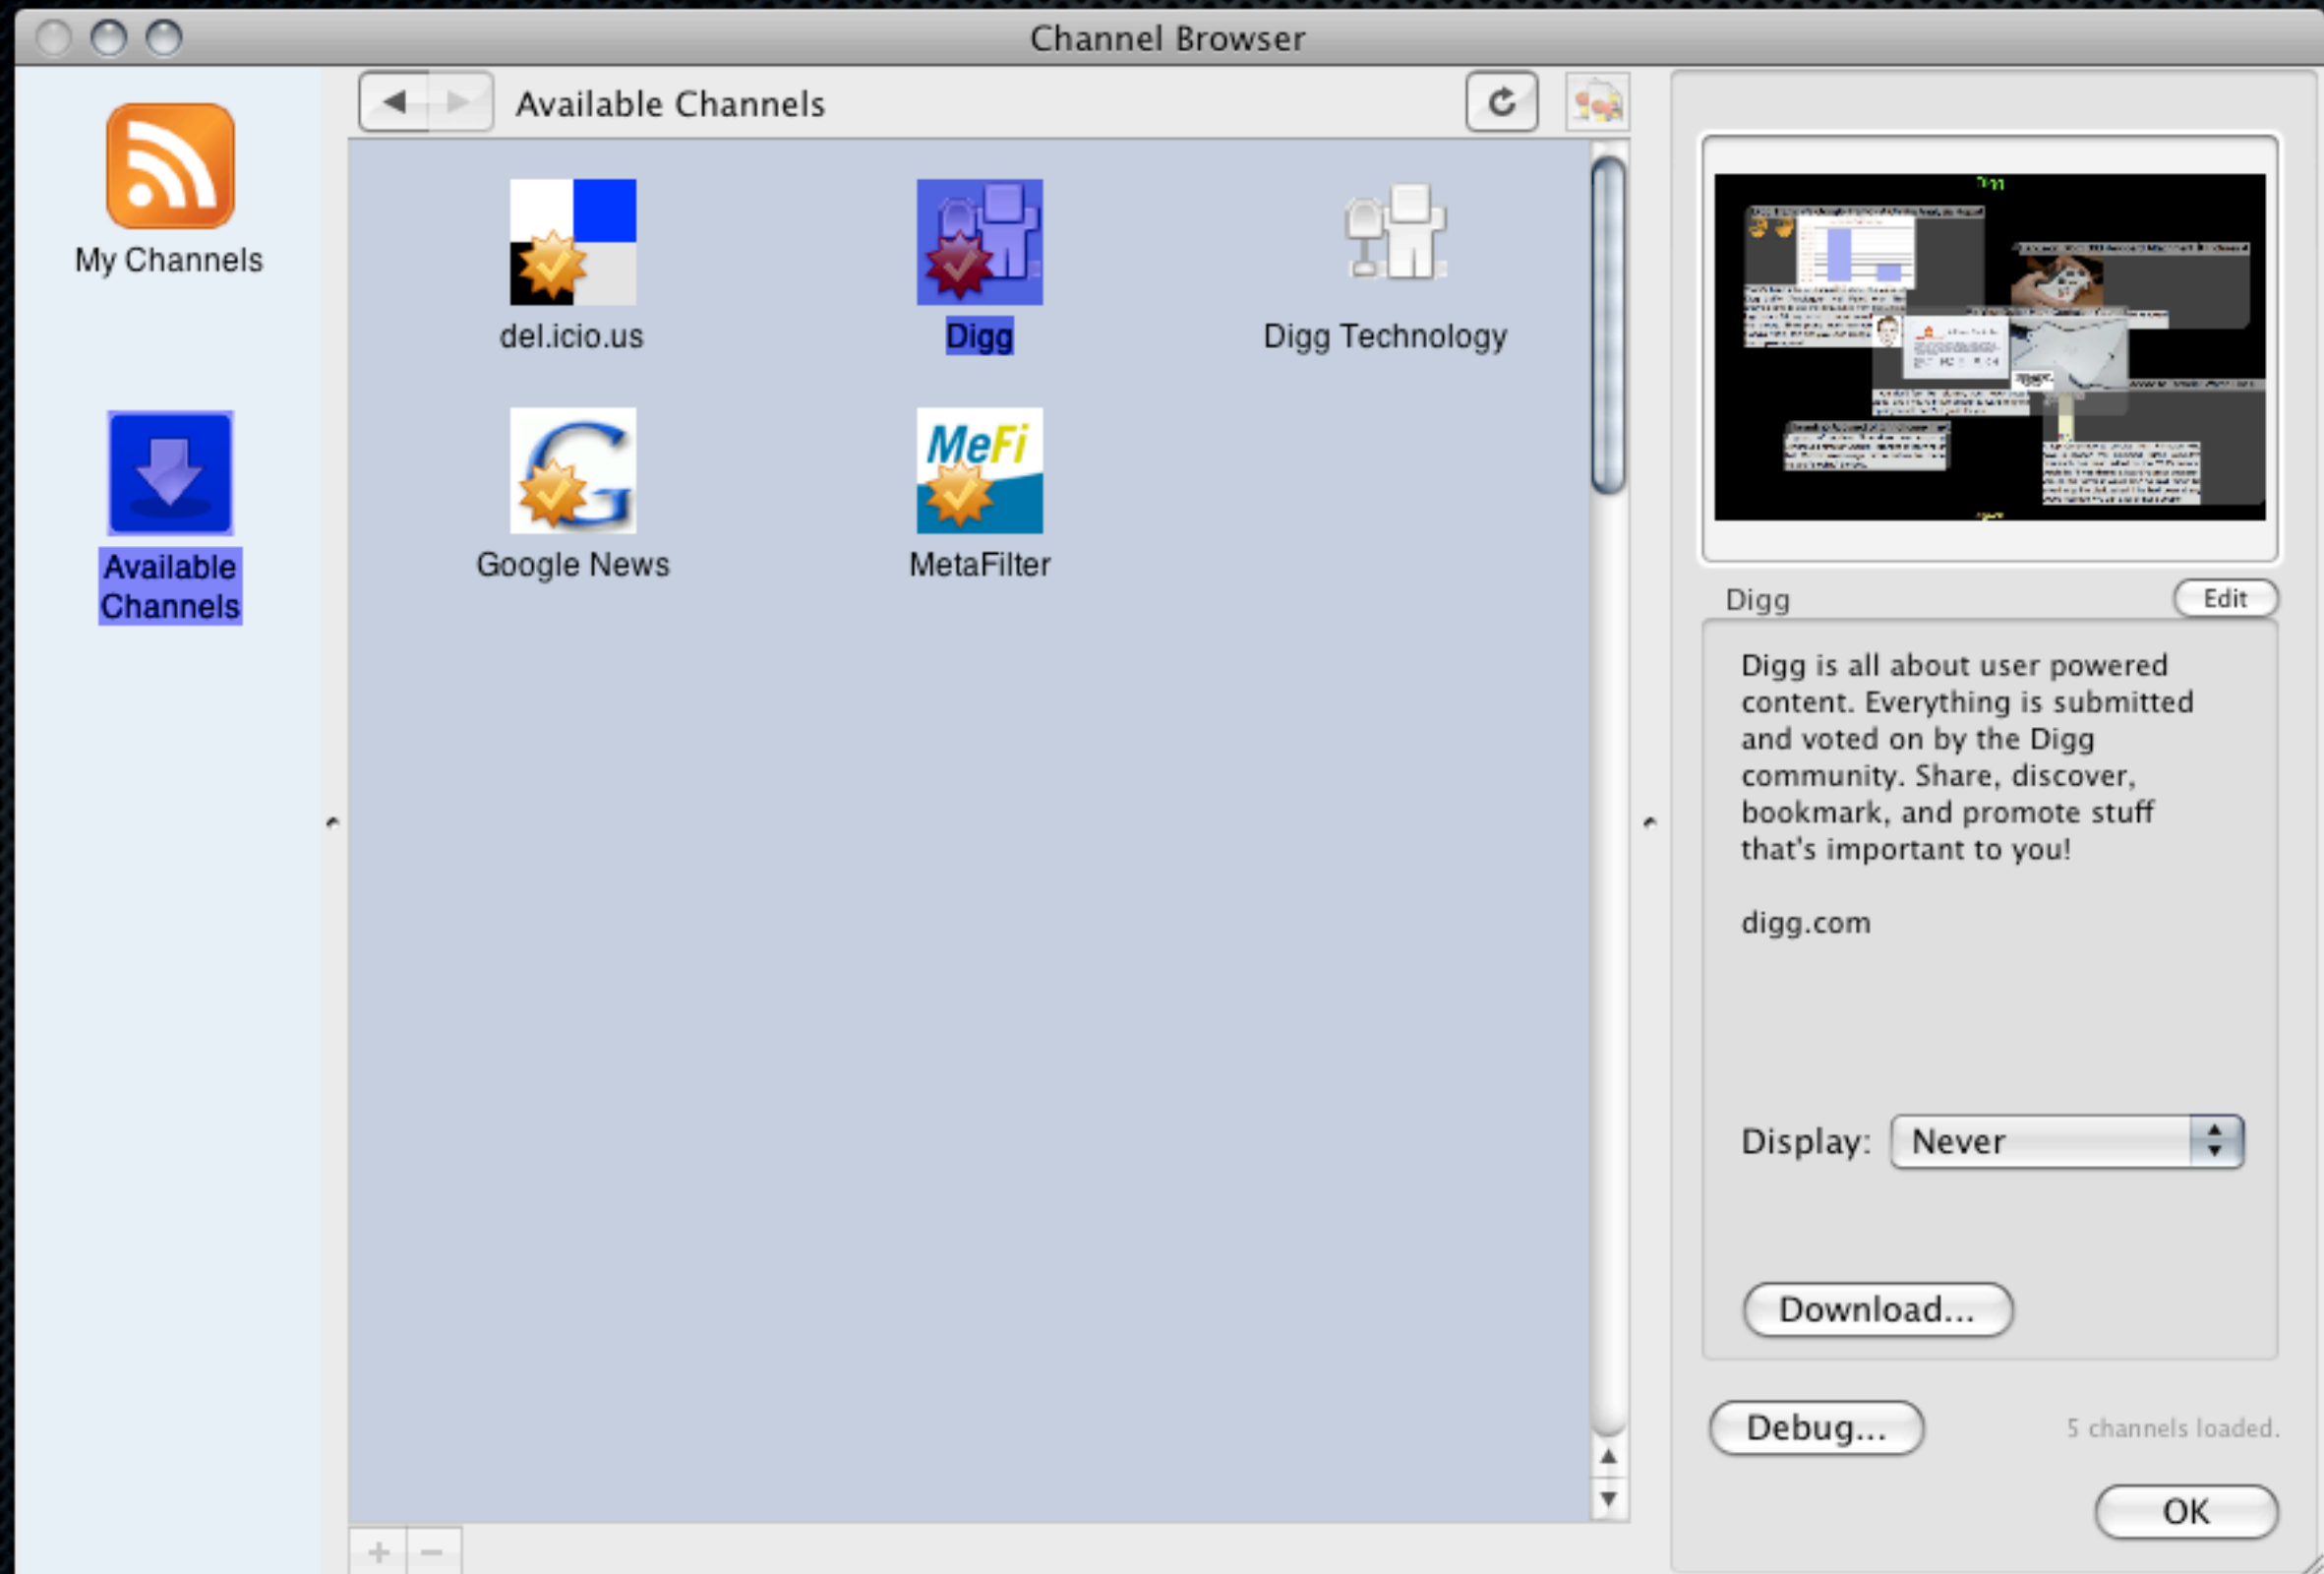 Channel Browser
My Channels
Available
Channels
Available Channels
del.icio.us
Digg
Digg Technology
MeFi
Google News
MetaFilter
Digg
Digg
Edit
Digg is all about user powered
content. Everything is submitted
and voted on by the Digg
community. Share, discover,
bookmark, and promote stuff
that's important to you!
digg.com
Display:
Never
Download...
Debug...
5 channels loaded.
OK